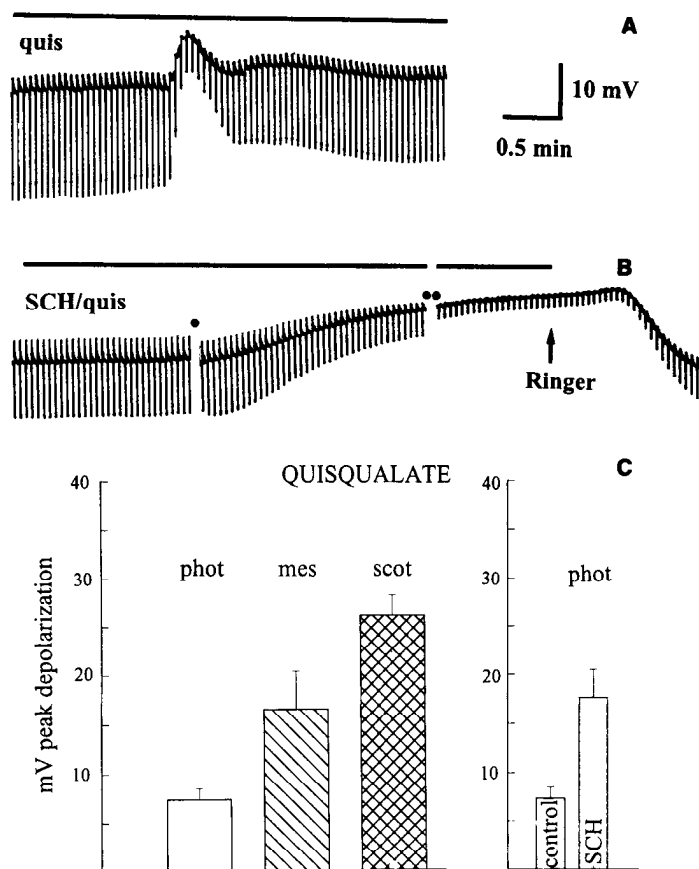 A
quis
10 mV
0.5 min
B
SCH/quis
Ringer
C
QUISQUALATE
mV peak depolarization
40
30
20
10
phot
mes
scot
40
30
20
10
phot
control
SCH